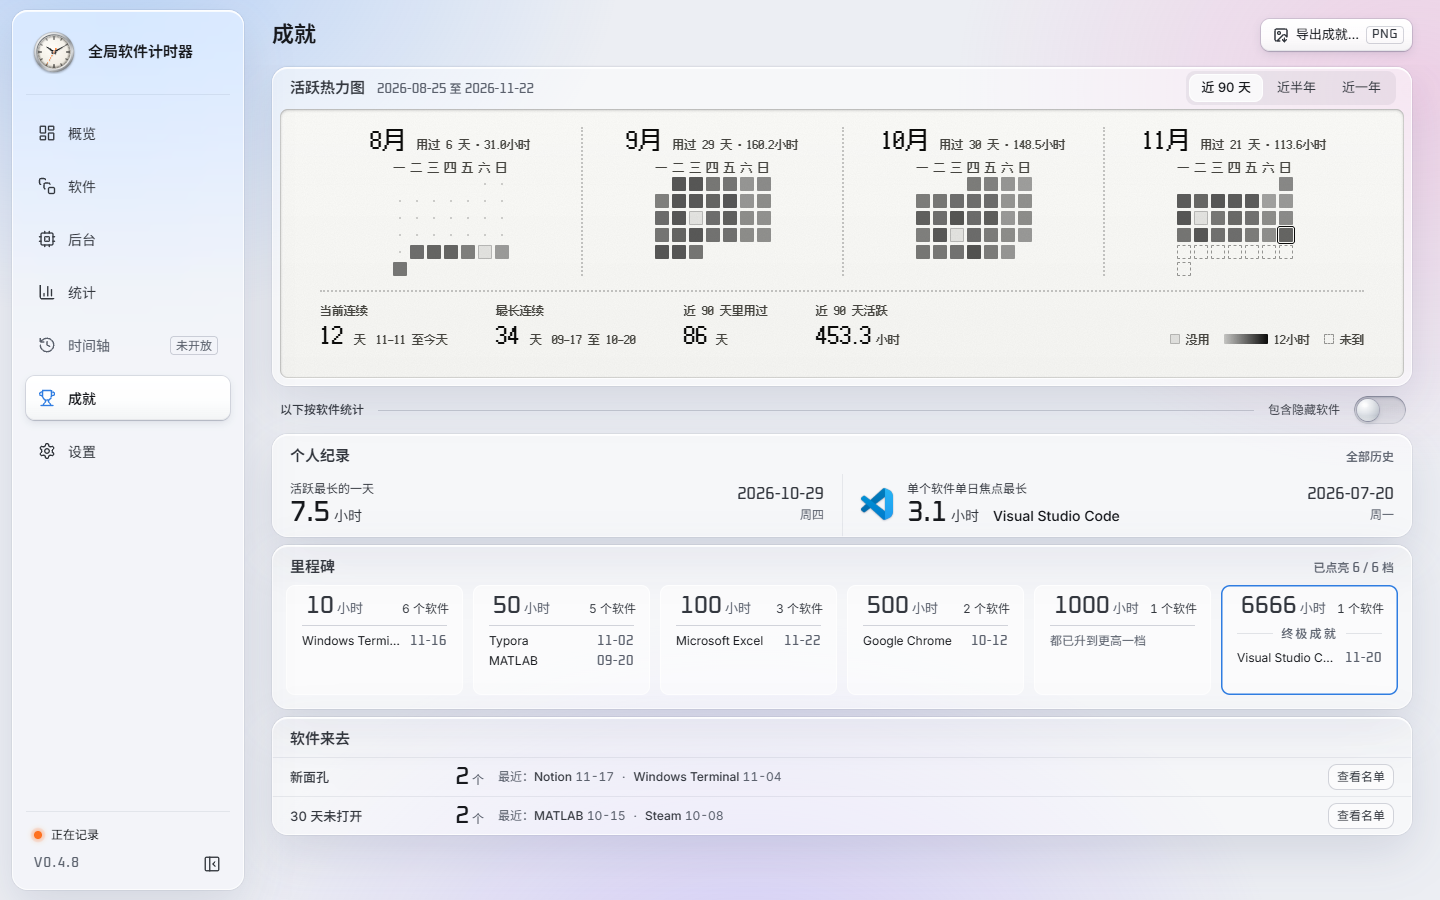 全局软件计时器
概览
软件
后台
统计
时间轴 未开放
成就
设置
正在记录
V0.4.8
成就
导出成就... PNG
活跃热力图 2026-08-25 至 2026-11-22
近 90 天 近半年 近一年
8月 用过 6 天 · 31.0小时
一 二 三 四 五 六 日
9月 用过 29 天 · 160.2小时
一 二 三 四 五 六 日
10月 用过 30 天 · 148.5小时
一 二 三 四 五 六 日
11月 用过 21 天 · 113.6小时
一 二 三 四 五 六 日
当前连续
12 天 11-11 至今天
最长连续
34 天 09-17 至 10-20
近 90 天里用过
86 天
近 90 天活跃
453.3 小时
没用 12小时 未到
以下按软件统计
包含隐藏软件
个人纪录
全部历史
活跃最长的一天
7.5 小时
2026-10-29
周四
单个软件单日焦点最长
3.1 小时 Visual Studio Code
2026-07-20
周一
里程碑
已点亮 6 / 6 档
10 小时 6 个软件
Windows Termi... 11-16
50 小时 5 个软件
Typora 11-02
MATLAB 09-20
100 小时 3 个软件
Microsoft Excel 11-22
500 小时 2 个软件
Google Chrome 10-12
1000 小时 1 个软件
都已升到更高一档
6666 小时 1 个软件
终极成就
Visual Studio C... 11-20
软件来去
新面孔 2 个 最近：Notion 11-17 · Windows Terminal 11-04 查看名单
30 天未打开 2 个 最近：MATLAB 10-15 · Steam 10-08 查看名单